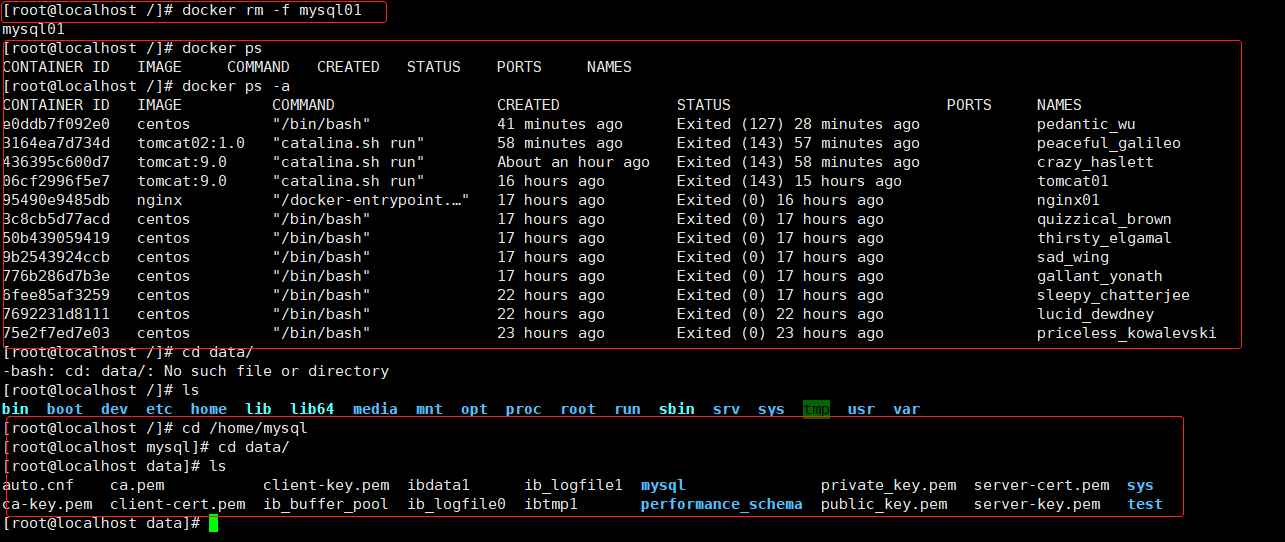 [root@localhost /]# docker rm -f mysql01
mysql01
[root@localhost /]# docker ps
CONTAINER ID   IMAGE     COMMAND   CREATED   STATUS    PORTS     NAMES
[root@localhost /]# docker ps -a
CONTAINER ID   IMAGE          COMMAND                  CREATED             STATUS                        PORTS     NAMES
e0ddb7f092e0   centos         "/bin/bash"              41 minutes ago      Exited (127) 28 minutes ago             pedantic_wu
3164ea7d734d   tomcat02:1.0   "catalina.sh run"        58 minutes ago      Exited (143) 57 minutes ago             peaceful_galileo
436395c600d7   tomcat:9.0     "catalina.sh run"        About an hour ago   Exited (143) 58 minutes ago             crazy_haslett
06cf2996f5e7   tomcat:9.0     "catalina.sh run"        16 hours ago        Exited (143) 15 hours ago               tomcat01
95490e9485db   nginx          "/docker-entrypoint.…"   17 hours ago        Exited (0) 16 hours ago                 nginx01
3c8cb5d77acd   centos         "/bin/bash"              17 hours ago        Exited (0) 17 hours ago                 quizzical_brown
50b439059419   centos         "/bin/bash"              17 hours ago        Exited (0) 17 hours ago                 thirsty_elgamal
9b2543924ccb   centos         "/bin/bash"              17 hours ago        Exited (0) 17 hours ago                 sad_wing
776b286d7b3e   centos         "/bin/bash"              17 hours ago        Exited (0) 17 hours ago                 gallant_yonath
6fee85af3259   centos         "/bin/bash"              22 hours ago        Exited (0) 17 hours ago                 sleepy_chatterjee
7692231d8111   centos         "/bin/bash"              22 hours ago        Exited (0) 22 hours ago                 lucid_dewdney
75e2f7ed7e03   centos         "/bin/bash"              23 hours ago        Exited (0) 23 hours ago                 priceless_kowalevski
[root@localhost /]# cd data/
-bash: cd: data/: No such file or directory
[root@localhost /]# ls
bin  boot  dev  etc  home  lib  lib64  media  mnt  opt  proc  root  run  sbin  srv  sys  tmp  usr  var
[root@localhost /]# cd /home/mysql
[root@localhost mysql]# cd data/
[root@localhost data]# ls
auto.cnf    ca.pem           client-key.pem  ibdata1      ib_logfile1  mysql               private_key.pem  server-cert.pem  sys
ca-key.pem  client-cert.pem  ib_buffer_pool  ib_logfile0  ibtmp1       performance_schema  public_key.pem   server-key.pem   test
[root@localhost data]#